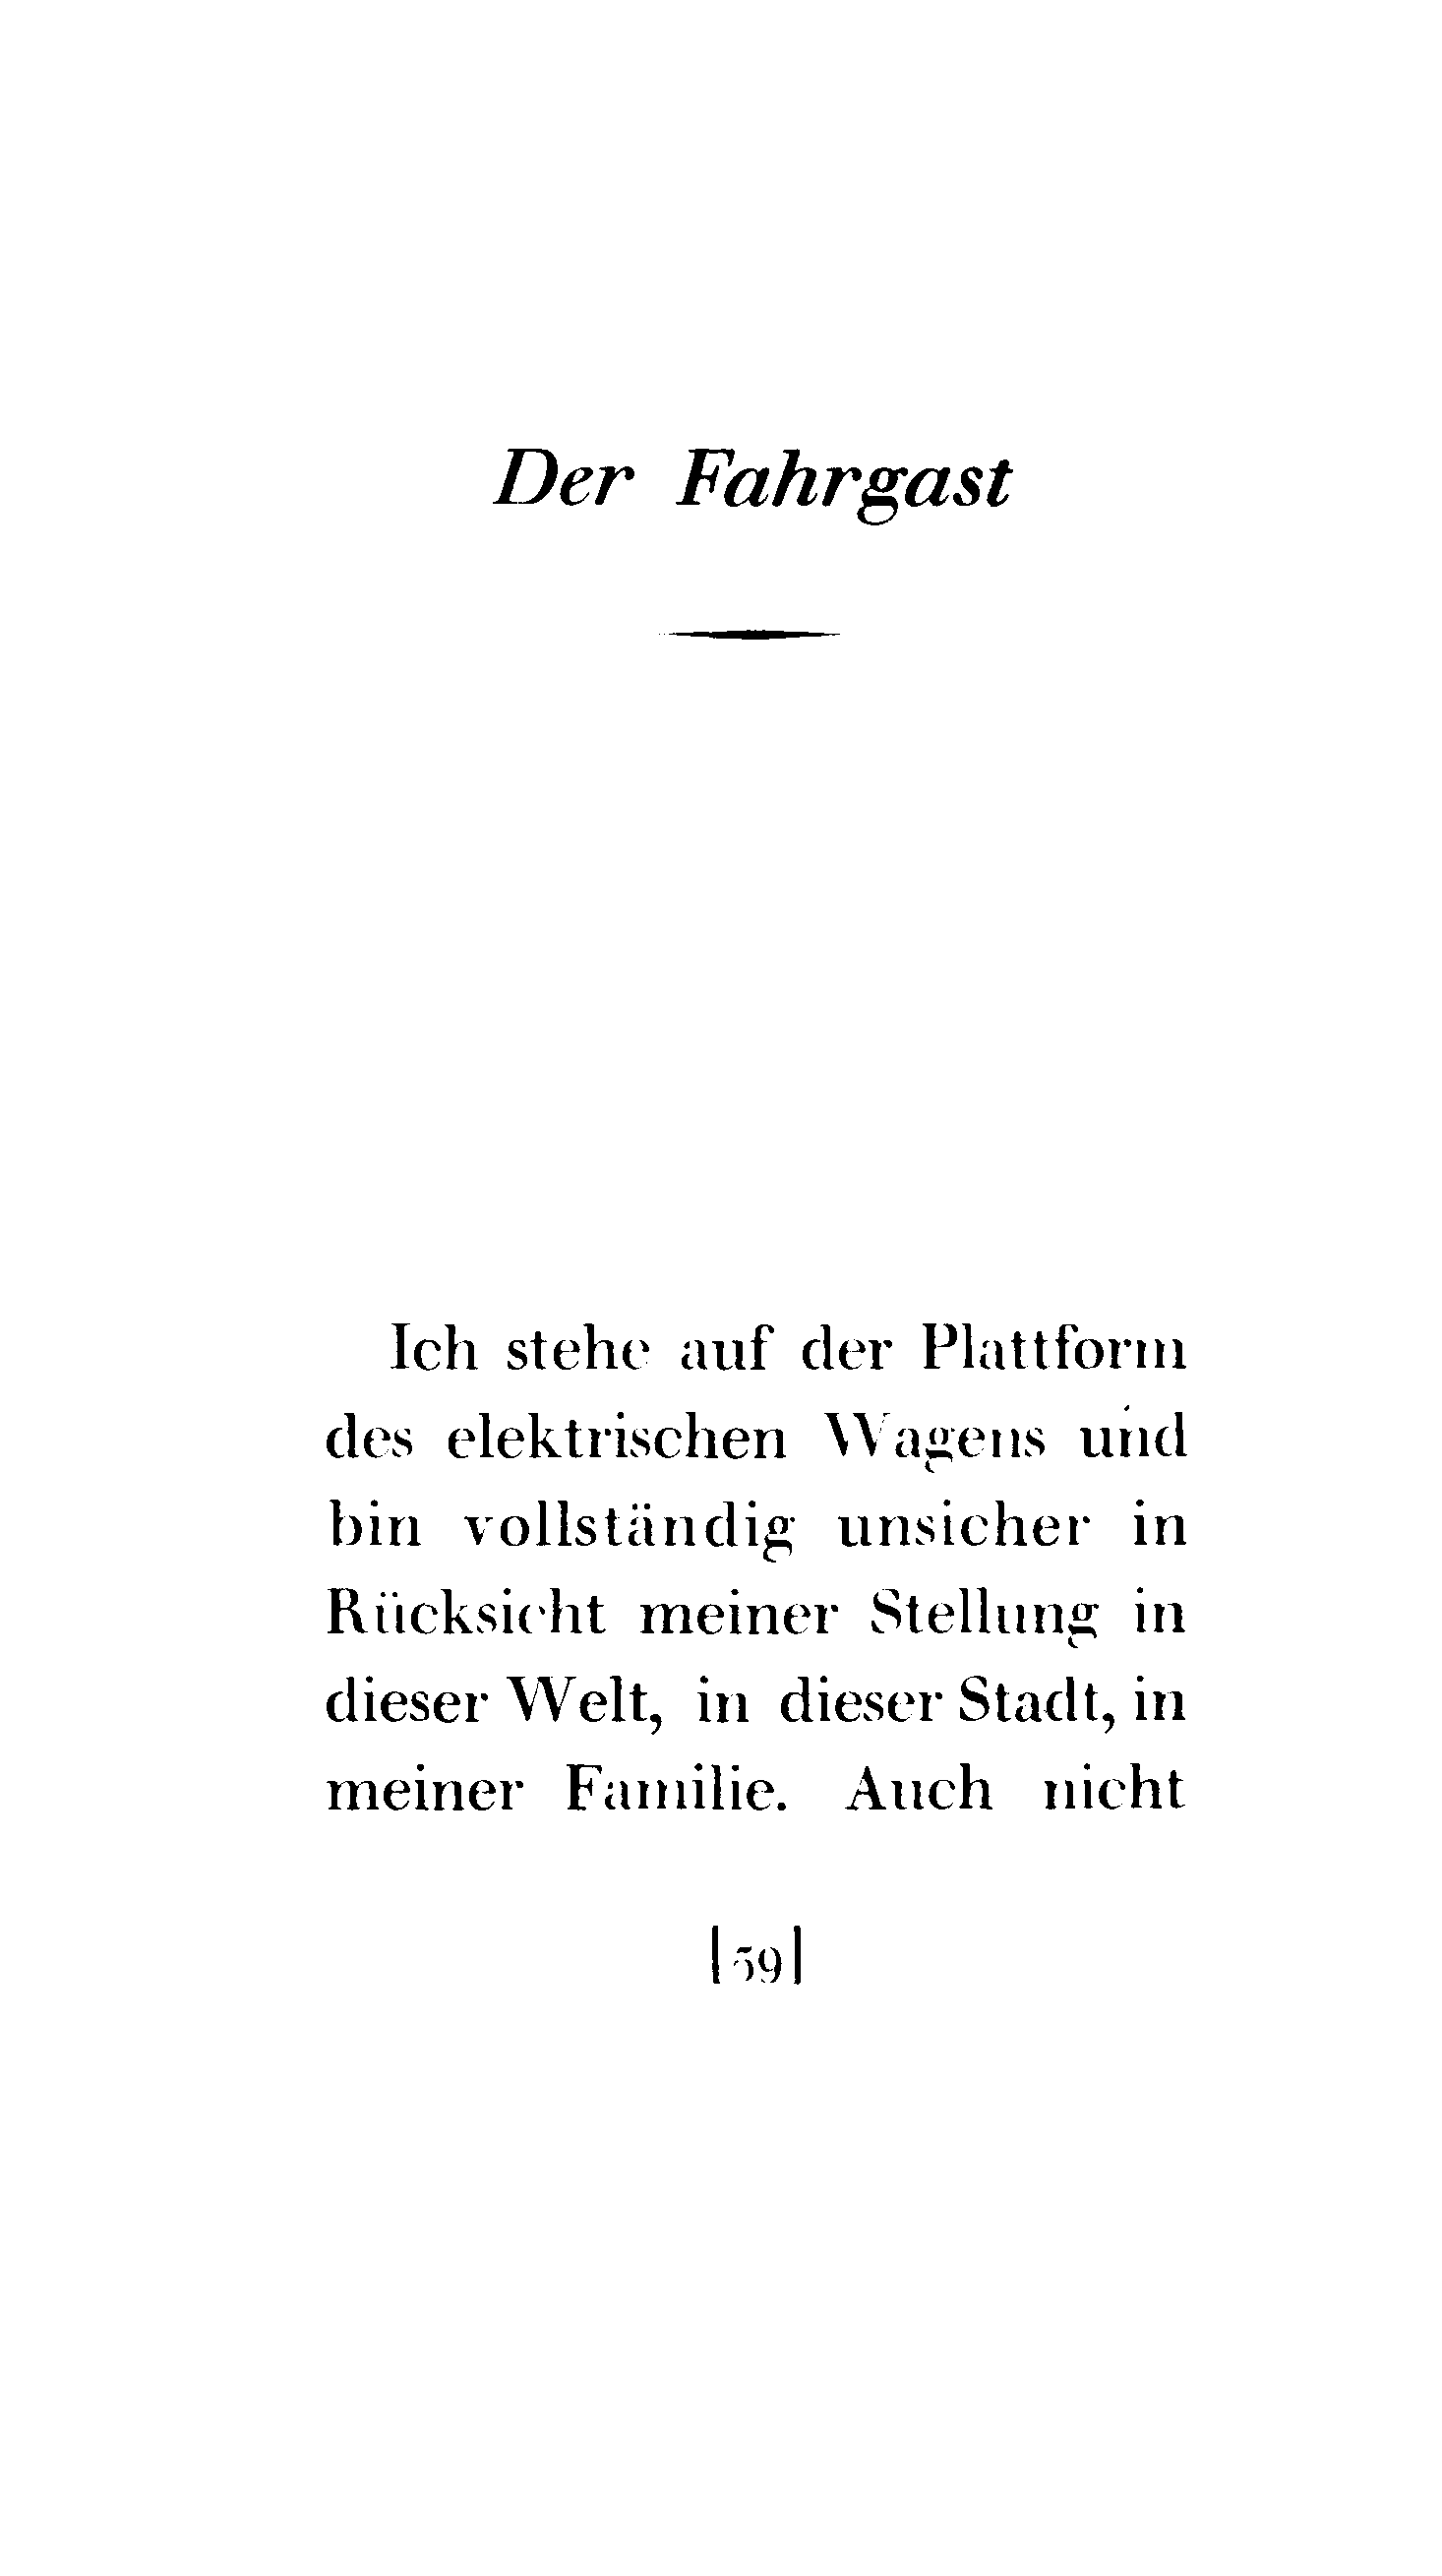 Der Fahrgast
Ich stehe auf der Plattform
des elektrischen Wagens und
bin vollständig unsicher in
Rücksicht meiner Stellung in
dieser Welt, in dieser Stadt, in
meiner Familie. Auch nicht
|59|